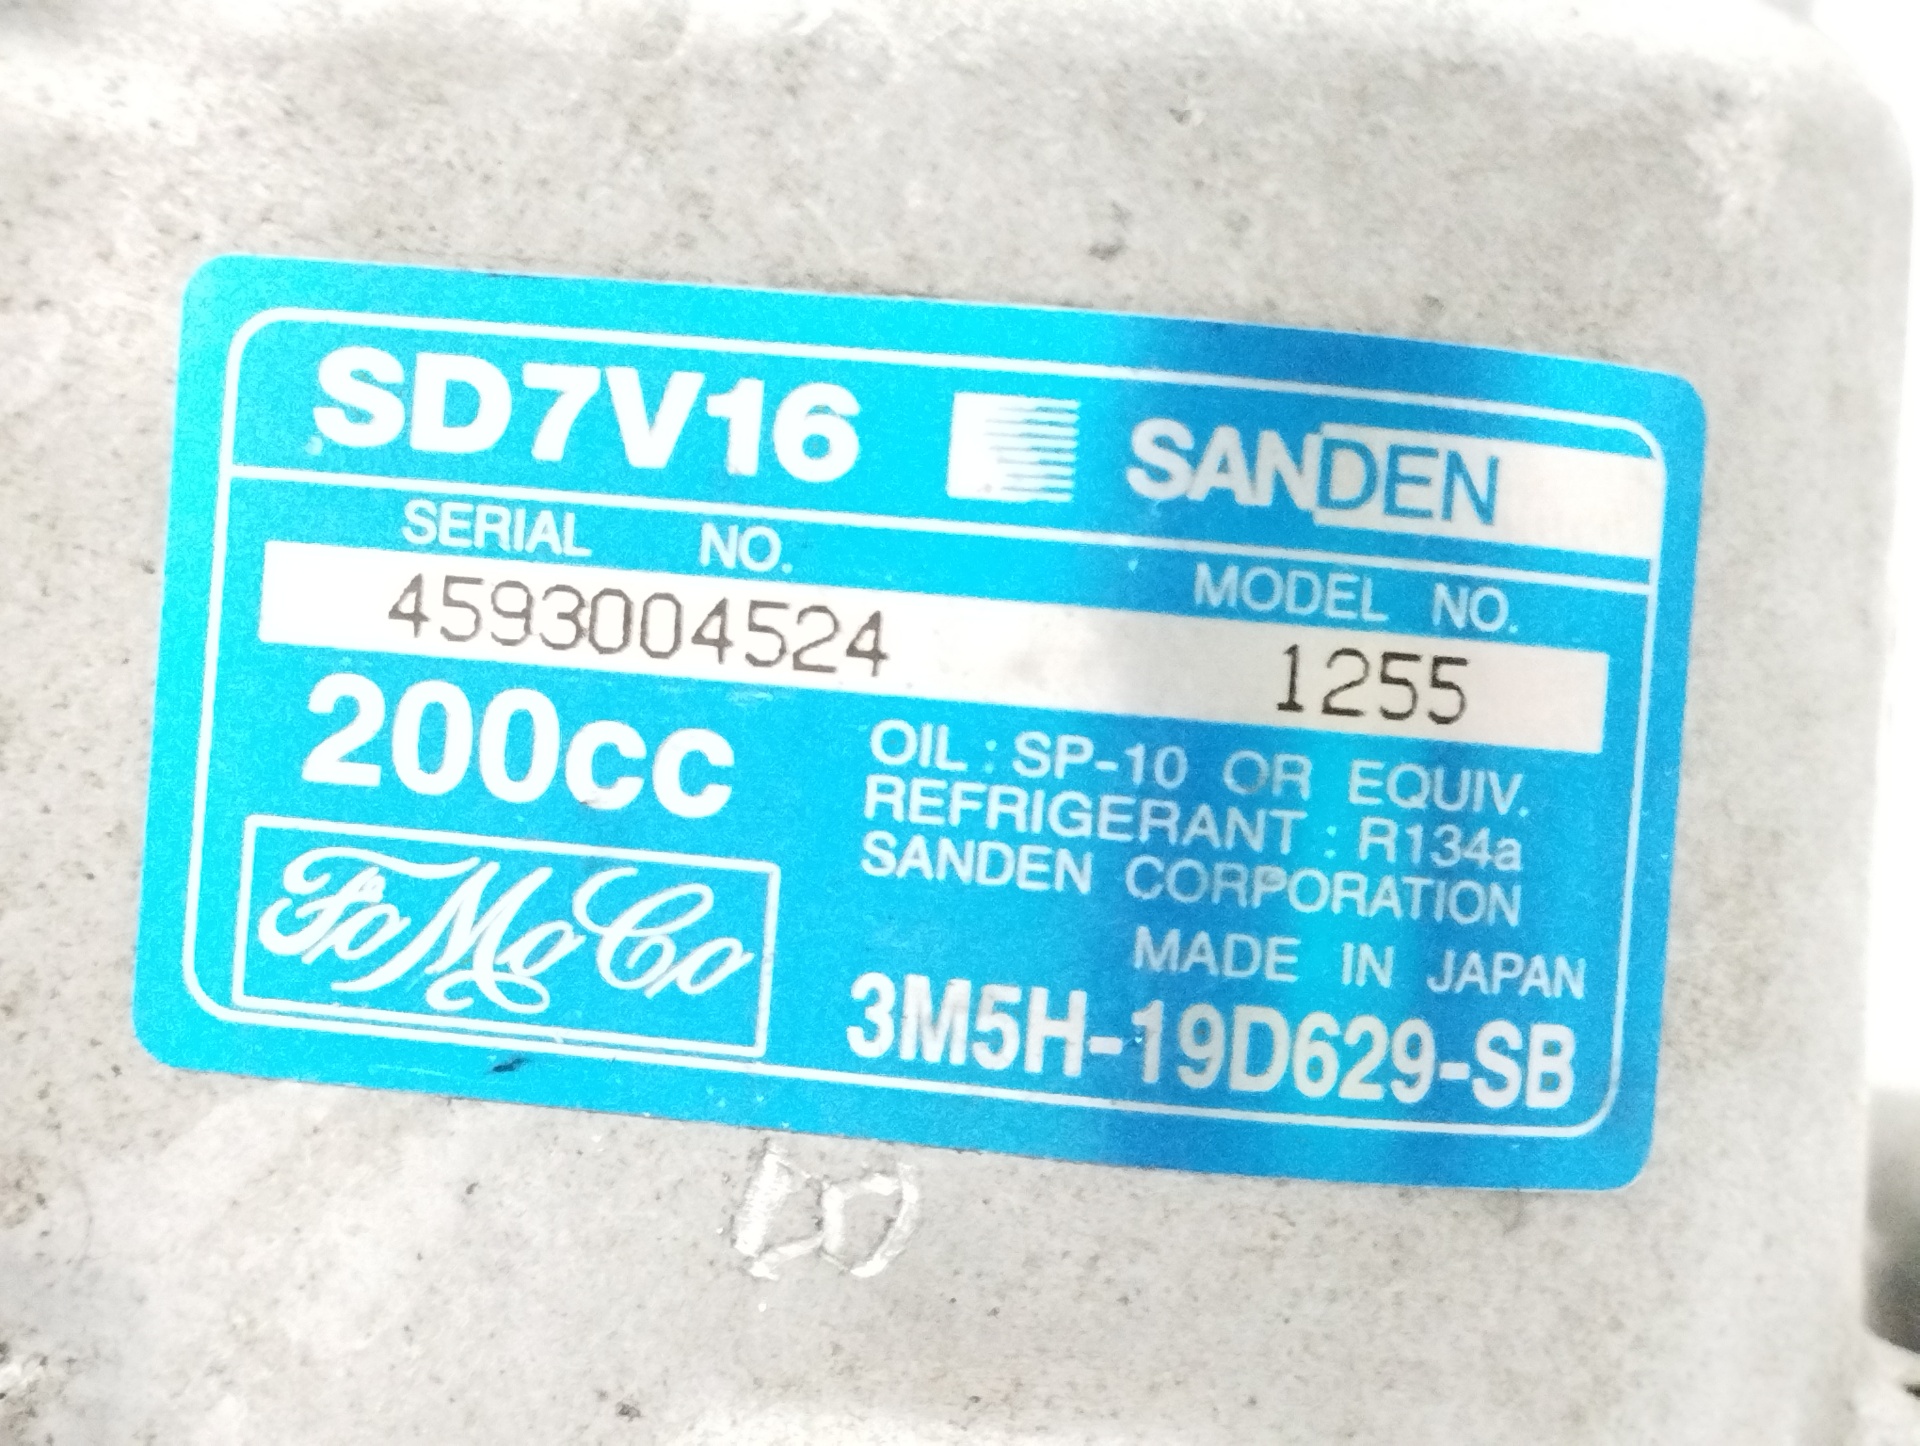 SD7V16 SANDEN
SERIAL NO.
MODEL NO.
4593004524
1255
200cc
OIL : SP-10 OR EQUIV.
REFRIGERANT : R134a
SANDEN CORPORATION
MADE IN JAPAN
FoMoCo
3M5H-19D629-SB